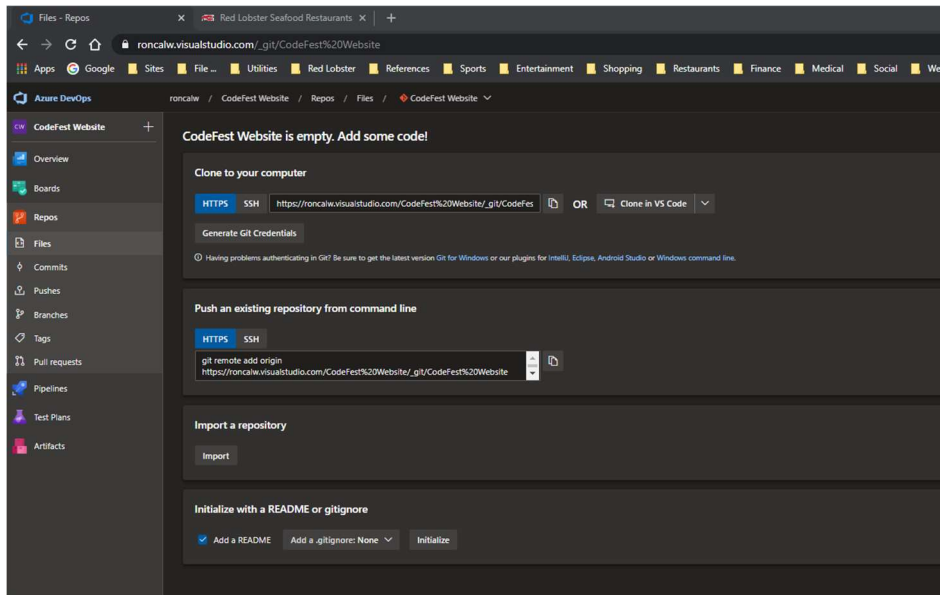 Files - Repos
Red Lobster Seafood Restaurants
roncalw.visualstudio.com/_git/CodeFest%20Website
Apps Google Sites File ... Utilities Red Lobster References Sports Entertainment Shopping Restaurants Finance Medical Social We
Azure DevOps roncalw / CodeFest Website / Repos / Files / CodeFest Website
CW CodeFest Website
Overview
Boards
Repos
Files
Commits
Pushes
Branches
Tags
Pull requests
Pipelines
Test Plans
Artifacts
CodeFest Website is empty. Add some code!
Clone to your computer
HTTPS SSH https://roncalw.visualstudio.com/CodeFest%20Website/_git/CodeFes OR Clone in VS Code
Generate Git Credentials
Having problems authenticating in Git? Be sure to get the latest version Git for Windows or our plugins for IntelliJ, Eclipse, Android Studio or Windows command line.
Push an existing repository from command line
HTTPS SSH
git remote add origin
https://roncalw.visualstudio.com/CodeFest%20Website/_git/CodeFest%20Website
Import a repository
Import
Initialize with a README or gitignore
Add a README Add a .gitignore: None Initialize